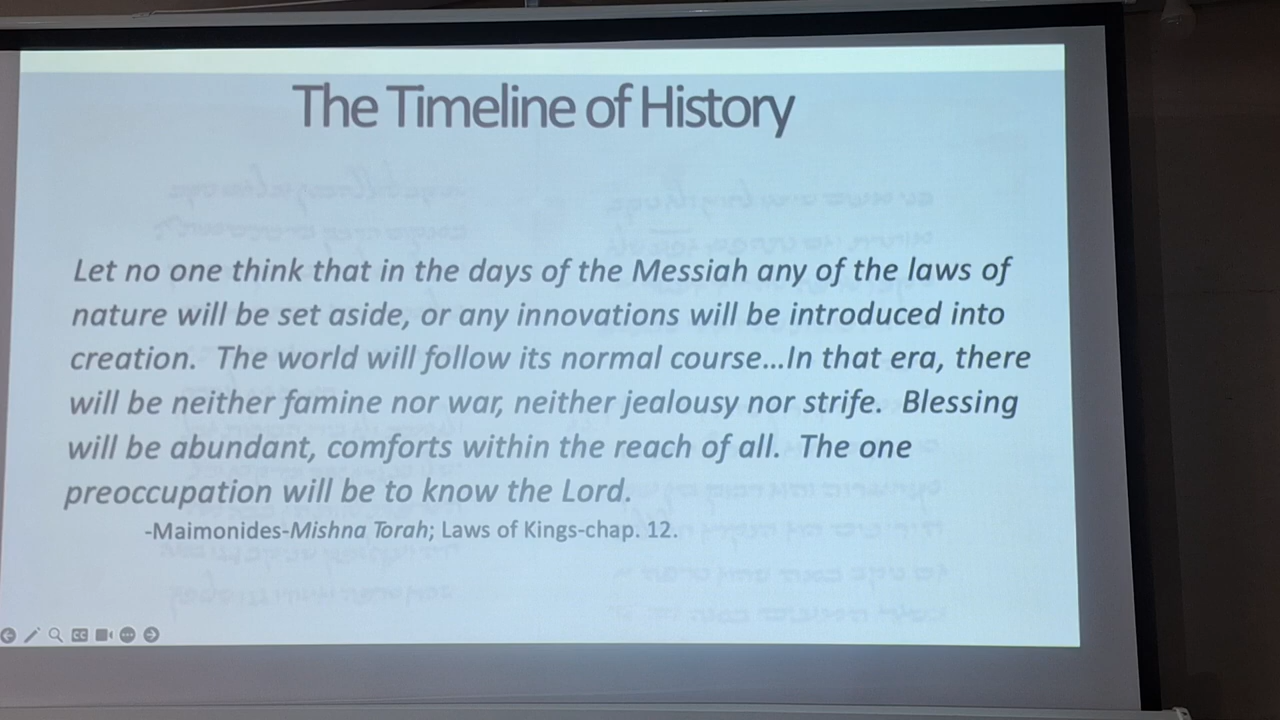 The Timeline of History
Let no one think that in the days of the Messiah any of the laws of
nature will be set aside, or any innovations will be introduced into
creation.  The world will follow its normal course...In that era, there
will be neither famine nor war, neither jealousy nor strife.  Blessing
will be abundant, comforts within the reach of all.  The one
preoccupation will be to know the Lord.
-Maimonides-Mishna Torah; Laws of Kings-chap. 12.
CC